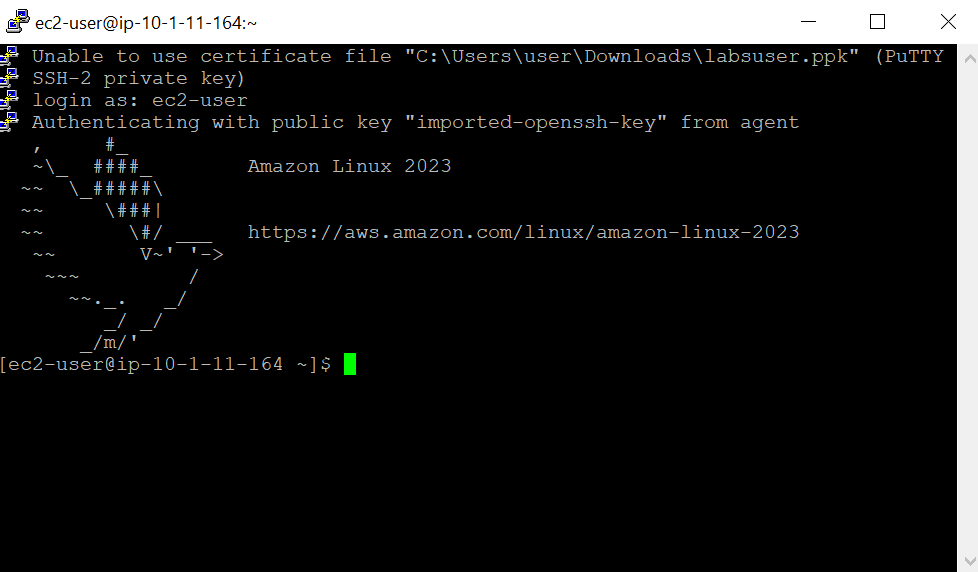 ec2-user@ip-10-1-11-164:~
Unable to use certificate file "C:\Users\user\Downloads\labsuser.ppk" (PuTTY
SSH-2 private key)
login as: ec2-user
Authenticating with public key "imported-openssh-key" from agent
   ,     #_
   ~\_  ####_        Amazon Linux 2023
  ~~  \_#####\
  ~~     \###|
  ~~       \#/ ___   https://aws.amazon.com/linux/amazon-linux-2023
   ~~       V~' '->
    ~~~         /
      ~~._.   _/
         _/ _/
       _/m/'
[ec2-user@ip-10-1-11-164 ~]$